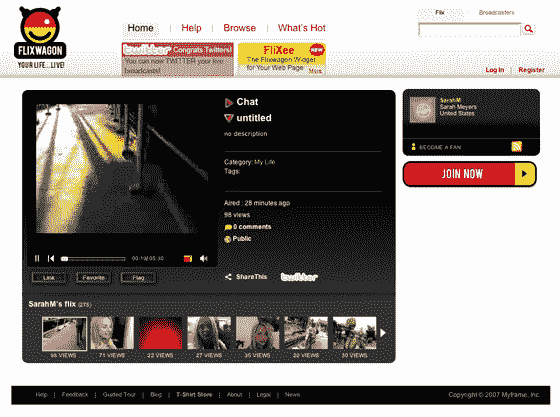 FLIXWAGON
YOUR LIFE...LIVE!
Home | Help | Browse | What's Hot
Flix Broadcasters
twitter Congrats Twitters!
You can now TWITTER your live
broadcasts!
FliXee NEW
The Flixwagon Widget
for Your Web Page
More
Log In | Register
Chat
untitled
no description
Category: My Life
Tags:
Aired : 28 minutes ago
98 views
0 comments
Public
00:19/05:30
Link Favorite Flag
ShareThis twitter
SarahM
Sarah Meyers
United States
BECOME A FAN
JOIN NOW
SarahM's flix (275)
98 VIEWS 71 VIEWS 22 VIEWS 27 VIEWS 35 VIEWS 20 VIEWS 30 VIEWS
Help | Feedback | Guided Tour | Blog | T-Shirt Store | About | Legal | News
Copyright © 2007 Myframe, Inc.